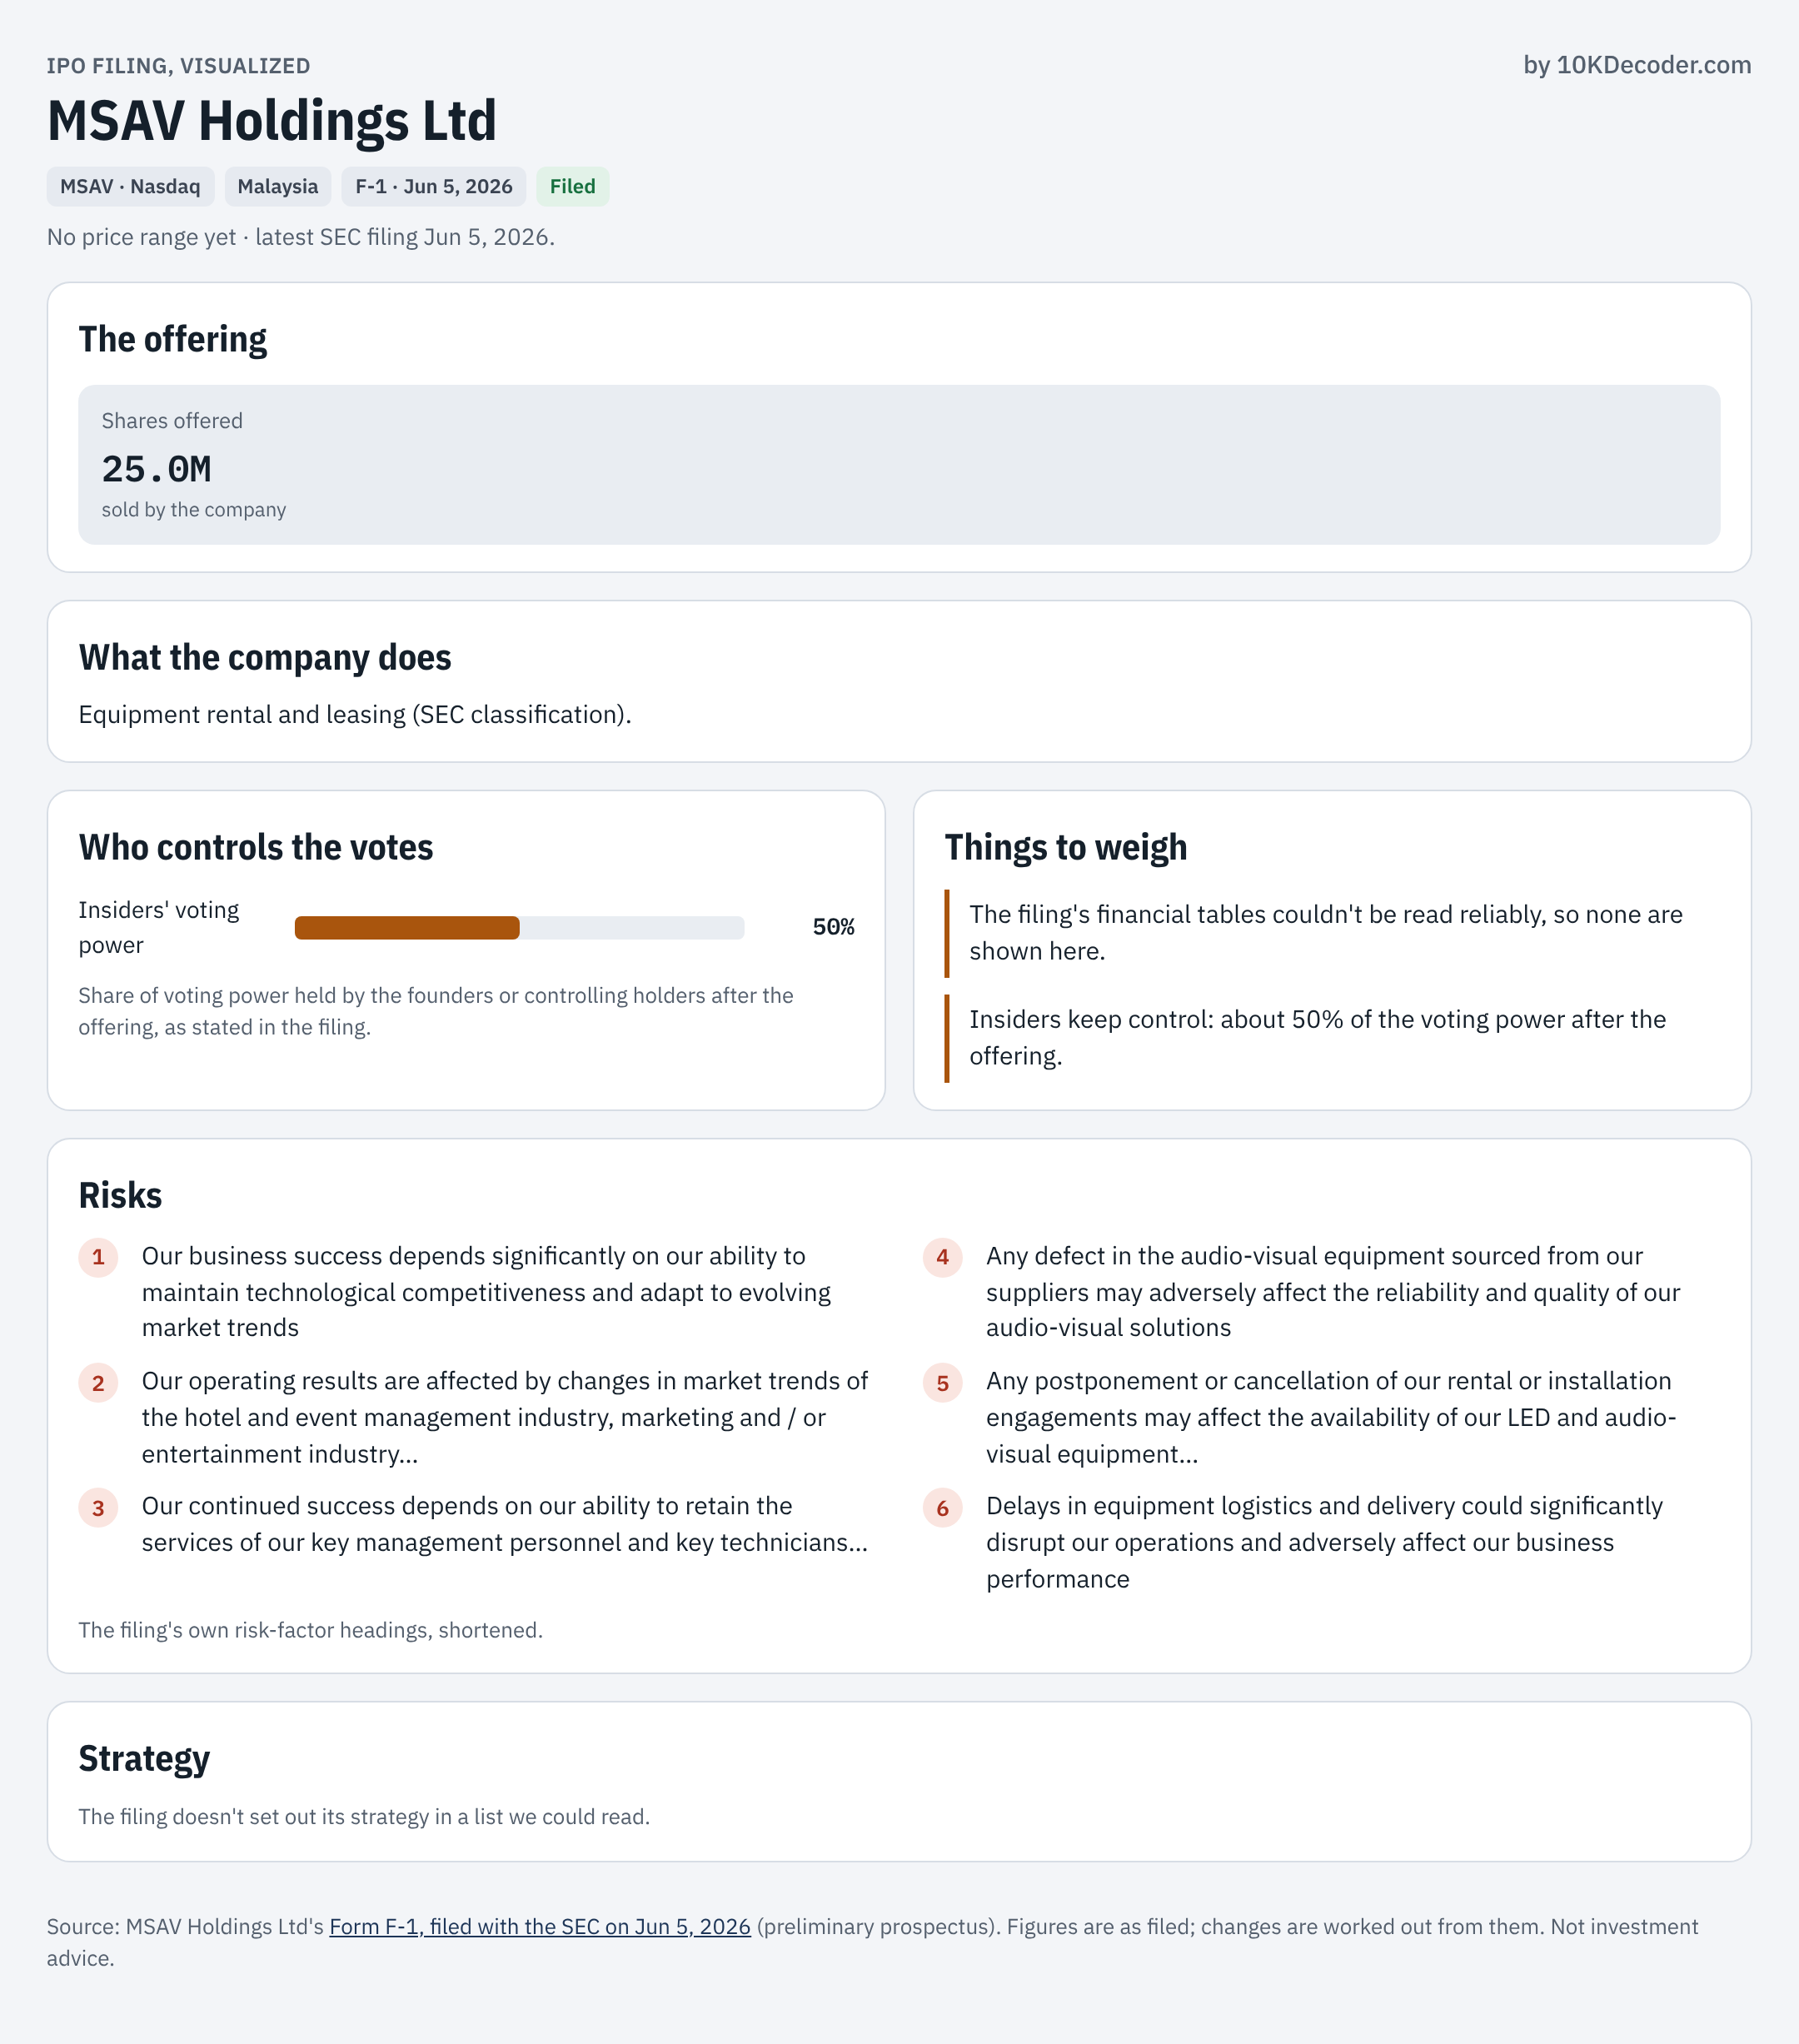 IPO FILING, VISUALIZED
by 10KDecoder.com
MSAV Holdings Ltd
MSAV · Nasdaq
Malaysia
F-1 · Jun 5, 2026
Filed
No price range yet · latest SEC filing Jun 5, 2026.
The offering
Shares offered
25.0M
sold by the company
What the company does
Equipment rental and leasing (SEC classification).
Who controls the votes
Insiders' voting
power
50%
Share of voting power held by the founders or controlling holders after the
offering, as stated in the filing.
Things to weigh
The filing's financial tables couldn't be read reliably, so none are
shown here.
Insiders keep control: about 50% of the voting power after the
offering.
Risks
1
Our business success depends significantly on our ability to
maintain technological competitiveness and adapt to evolving
market trends
2
Our operating results are affected by changes in market trends of
the hotel and event management industry, marketing and / or
entertainment industry...
3
Our continued success depends on our ability to retain the
services of our key management personnel and key technicians...
4
Any defect in the audio-visual equipment sourced from our
suppliers may adversely affect the reliability and quality of our
audio-visual solutions
5
Any postponement or cancellation of our rental or installation
engagements may affect the availability of our LED and audio-
visual equipment...
6
Delays in equipment logistics and delivery could significantly
disrupt our operations and adversely affect our business
performance
The filing's own risk-factor headings, shortened.
Strategy
The filing doesn't set out its strategy in a list we could read.
Source: MSAV Holdings Ltd's Form F-1, filed with the SEC on Jun 5, 2026 (preliminary prospectus). Figures are as filed; changes are worked out from them. Not investment
advice.